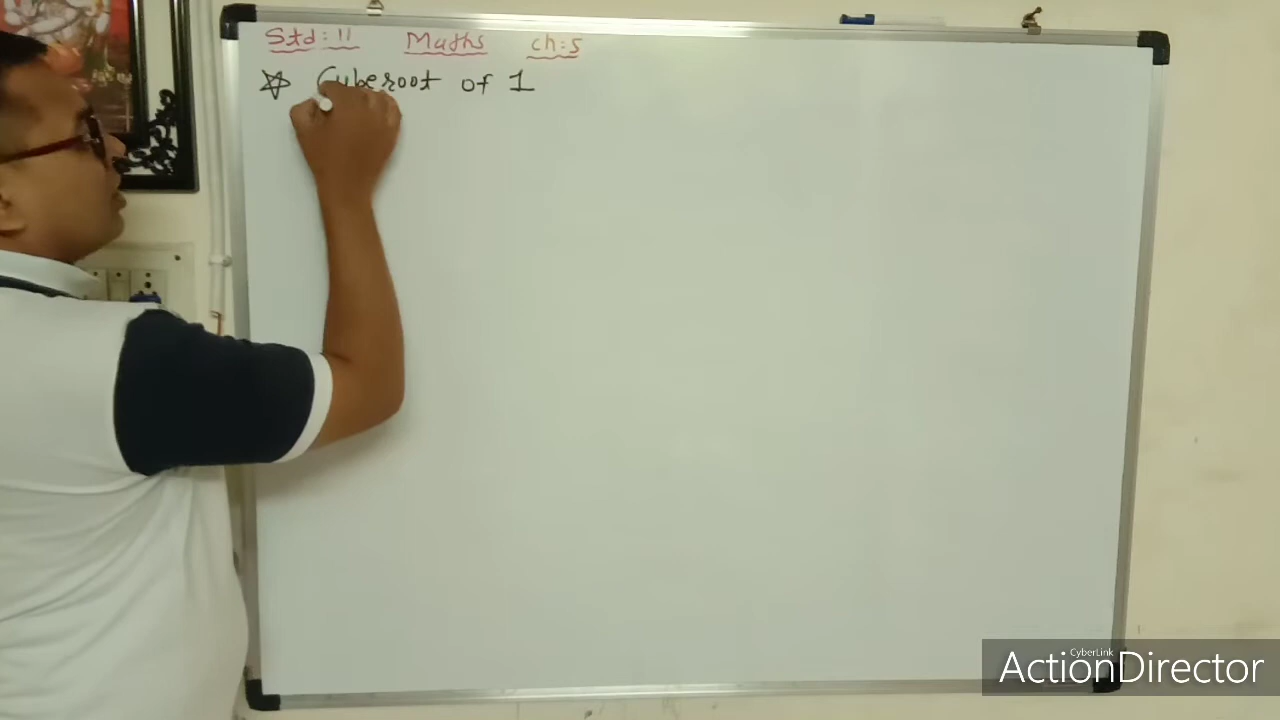 Std: 11 Maths ch: 5
☆ Cuberoot of 1
CyberLink
ActionDirector